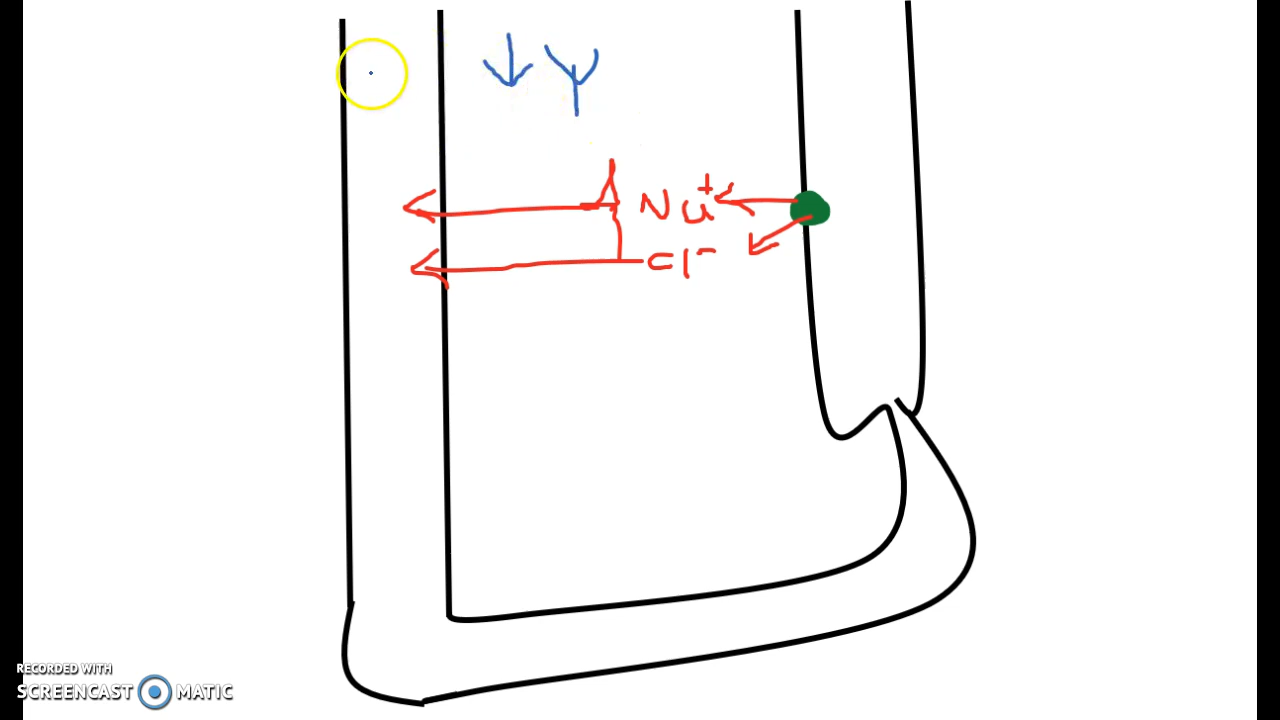 ↓ Ψ
Na+
Cl-
RECORDED WITH
SCREENCAST MATIC